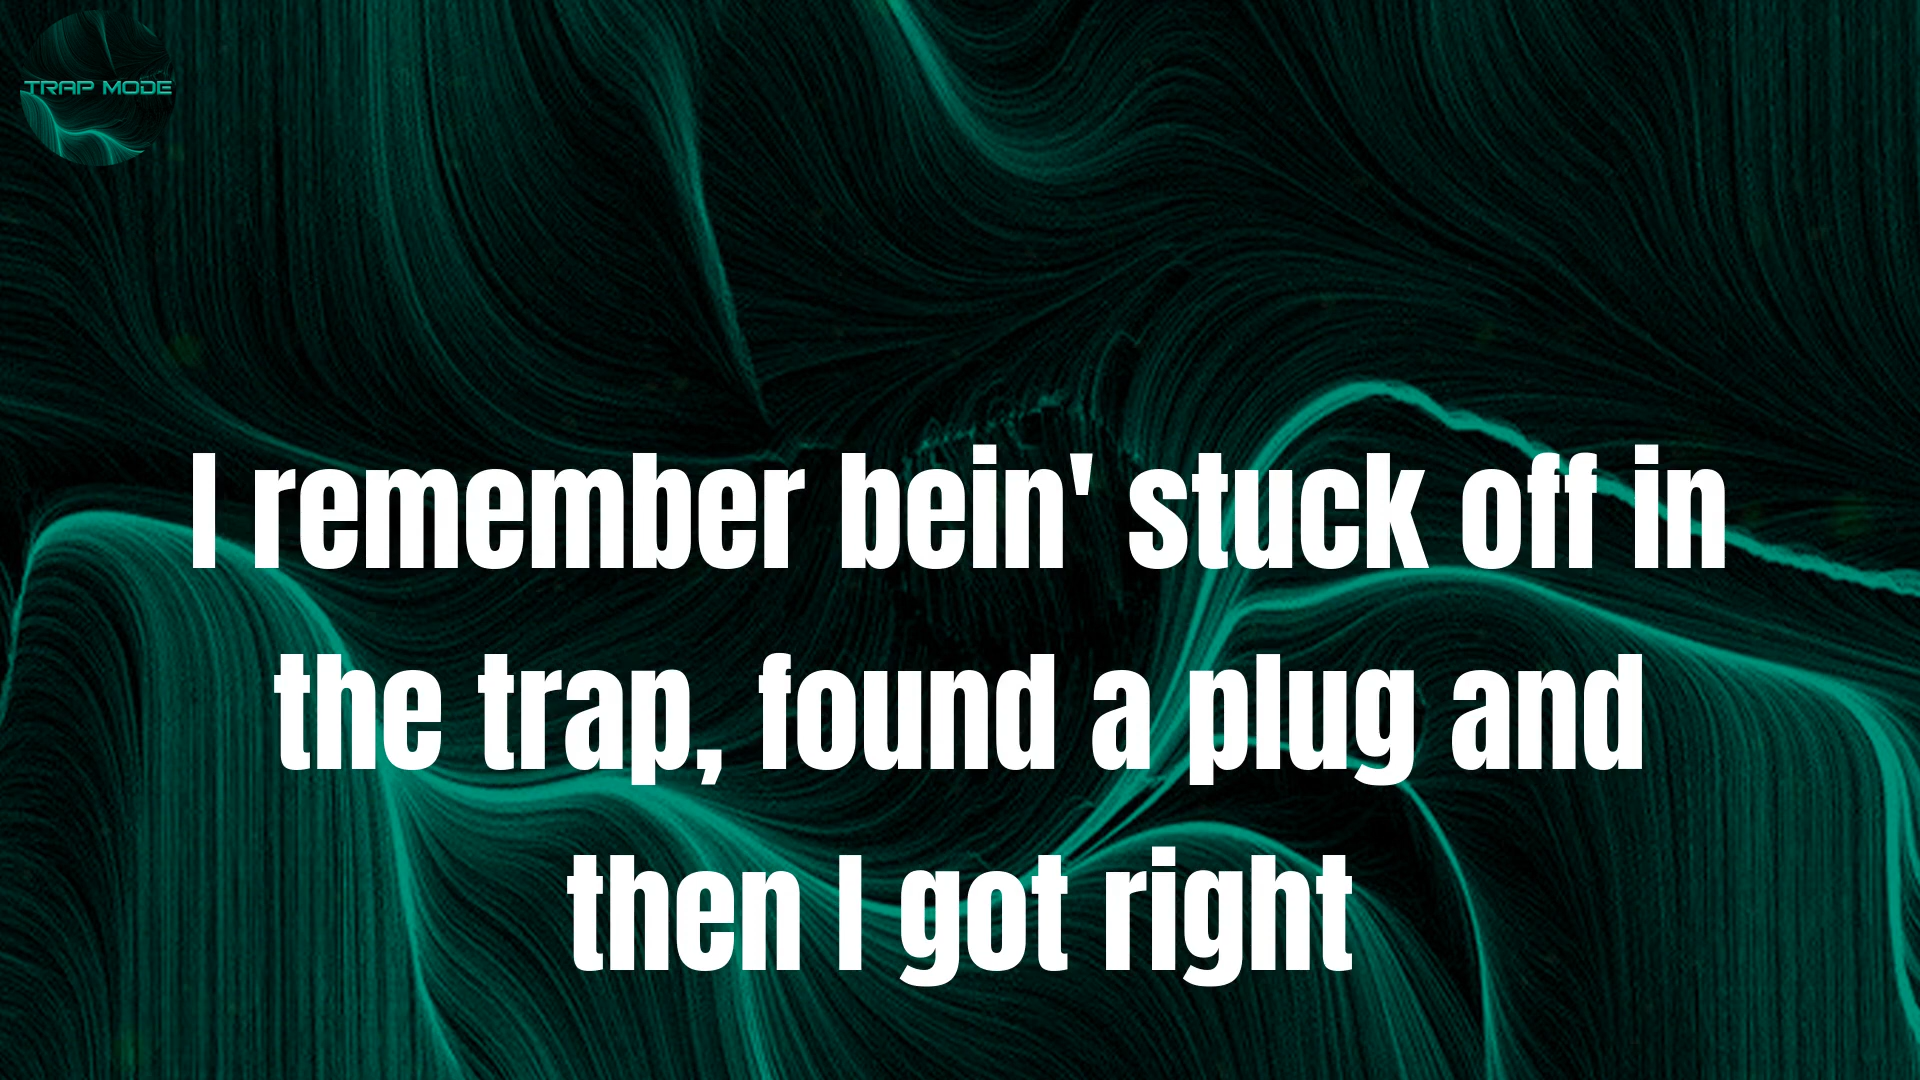 TRAP MODE
I remember bein' stuck off in
the trap, found a plug and
then I got right